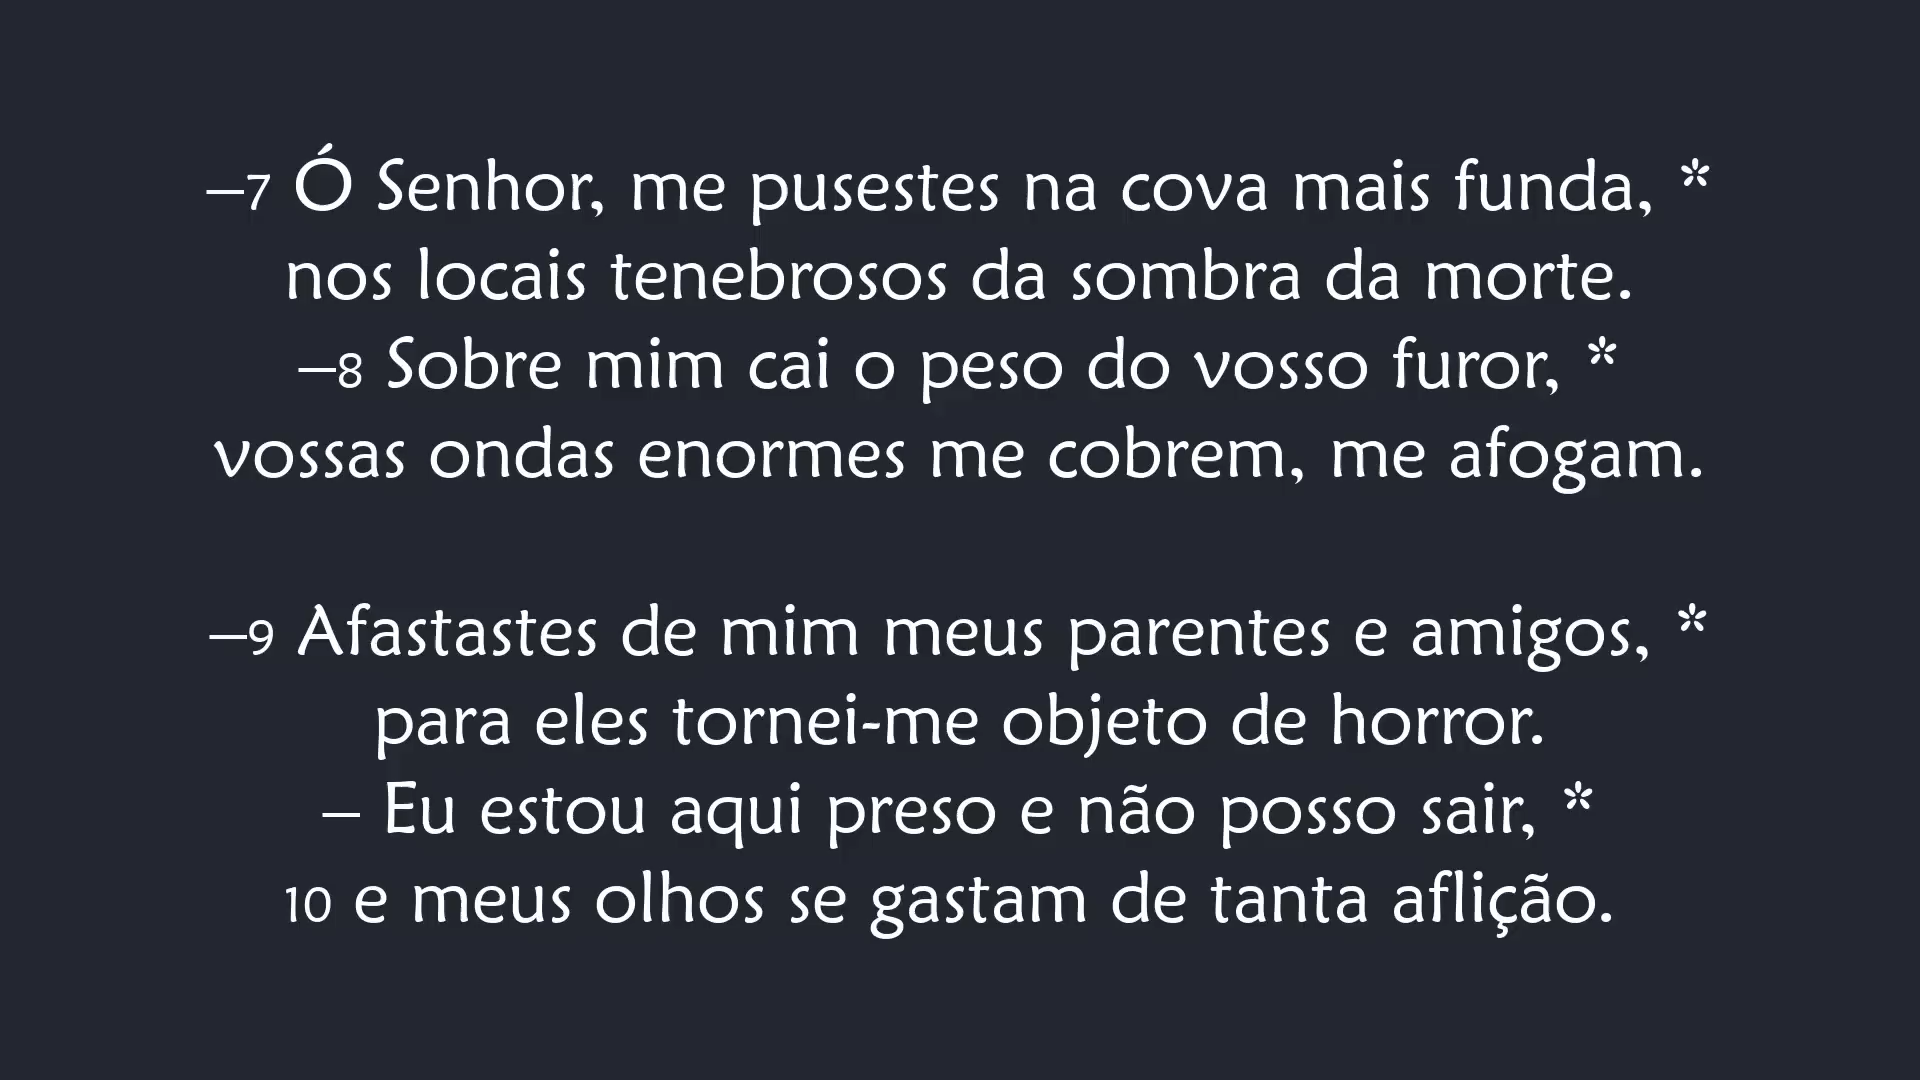 –7 Ó Senhor, me pusestes na cova mais funda, *
nos locais tenebrosos da sombra da morte.
–8 Sobre mim cai o peso do vosso furor, *
vossas ondas enormes me cobrem, me afogam.
–9 Afastastes de mim meus parentes e amigos, *
para eles tornei-me objeto de horror.
– Eu estou aqui preso e não posso sair, *
10 e meus olhos se gastam de tanta aflição.